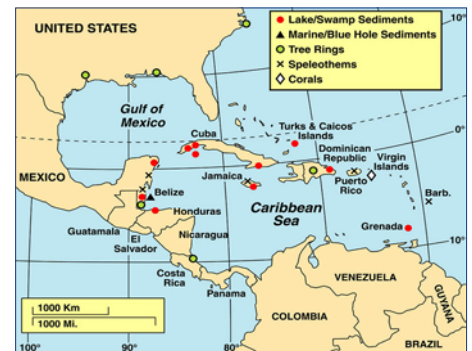 UNITED STATES
10°
Lake/Swamp Sediments
Marine/Blue Hole Sediments
Tree Rings
Speleothems
Corals
Gulf of
Mexico
Cuba
Turks & Caicos
Islands
Dominican
Republic
Virgin
Islands
MEXICO
Jamaica
Puerto
Rico
Belize
Barb.
Honduras
Caribbean
Sea
Guatamala
El
Salvador
Nicaragua
Grenada
10°
Costa
Rica
Panama
VENEZUELA
GUYANA
COLOMBIA
BRAZIL
1000 Km
1000 Mi.
100°
90°
80°